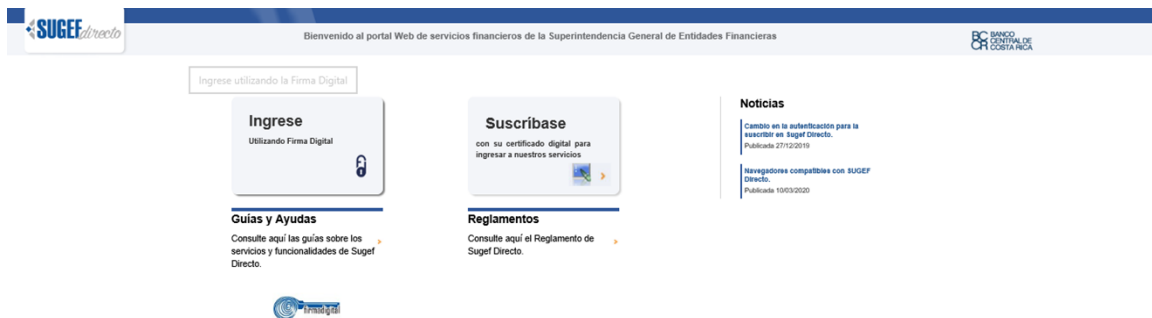 SUGEF directo
Bienvenido al portal Web de servicios financieros de la Superintendencia General de Entidades Financieras
BANCO
CENTRAL DE
COSTA RICA
Ingrese utilizando la Firma Digital
Ingrese
Utilizando Firma Digital
Suscríbase
con su certificado digital para
ingresar a nuestros servicios
Noticias
Cambio en la autenticación para la
suscribir en Sugef Directo.
Publicada 27/12/2019
Navegadores compatibles con SUGEF
Directo.
Publicada 10/03/2020
Guías y Ayudas
Consulte aquí las guías sobre los
servicios y funcionalidades de Sugef
Directo.
Reglamentos
Consulte aquí el Reglamento de
Sugef Directo.
firmadigital